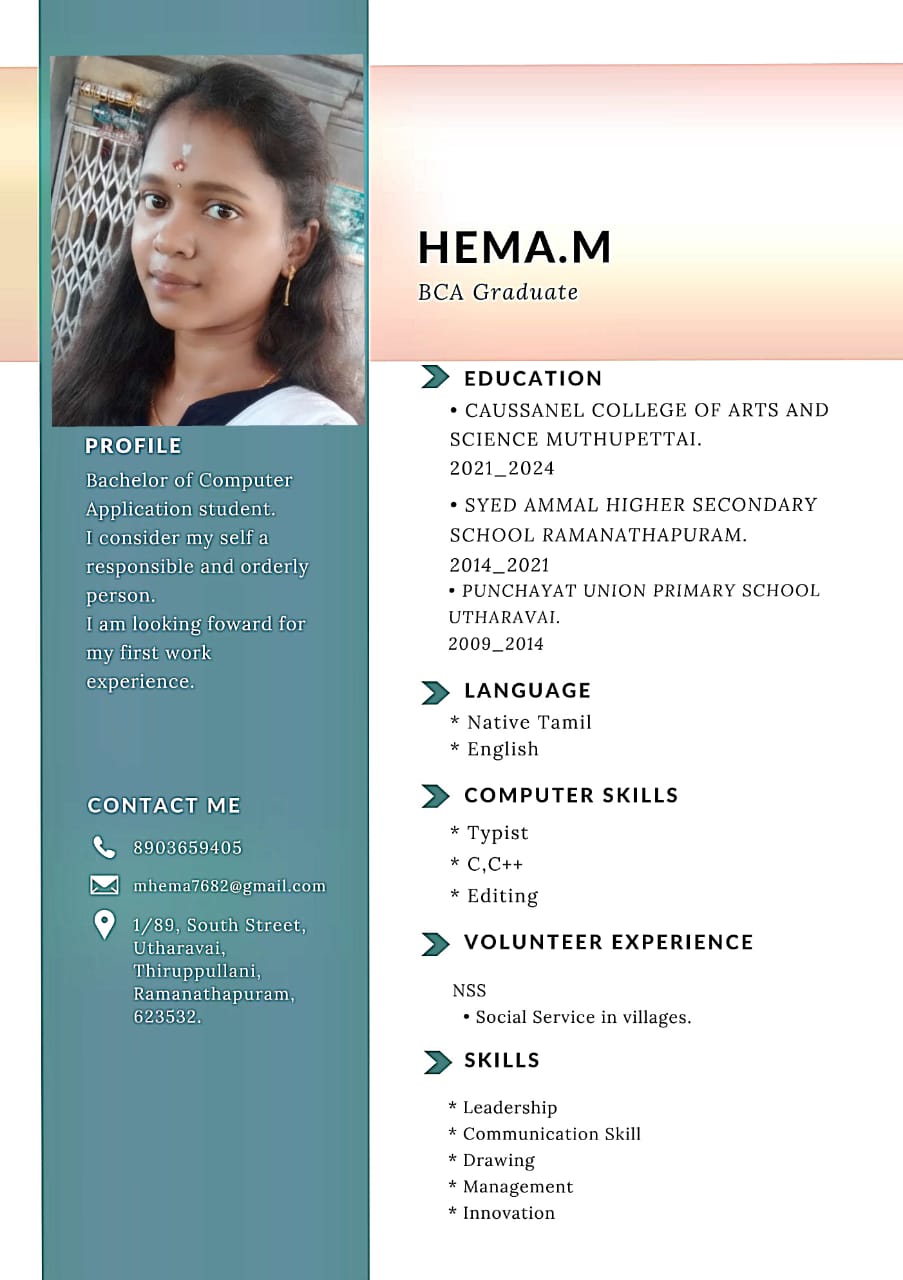 HEMA.M
BCA Graduate
PROFILE
Bachelor of Computer
Application student.
I consider my self a
responsible and orderly
person.
I am looking foward for
my first work
experience.
CONTACT ME
8903659405
mhema7682@gmail.com
1/89, South Street,
Utharavai,
Thiruppullani,
Ramanathapuram,
623532.
EDUCATION
• CAUSSANEL COLLEGE OF ARTS AND
SCIENCE MUTHUPETTAI.
2021_2024
• SYED AMMAL HIGHER SECONDARY
SCHOOL RAMANATHAPURAM.
2014_2021
• PUNCHAYAT UNION PRIMARY SCHOOL
UTHARAVAI.
2009_2014
LANGUAGE
* Native Tamil
* English
COMPUTER SKILLS
* Typist
* C,C++
* Editing
VOLUNTEER EXPERIENCE
NSS
• Social Service in villages.
SKILLS
* Leadership
* Communication Skill
* Drawing
* Management
* Innovation